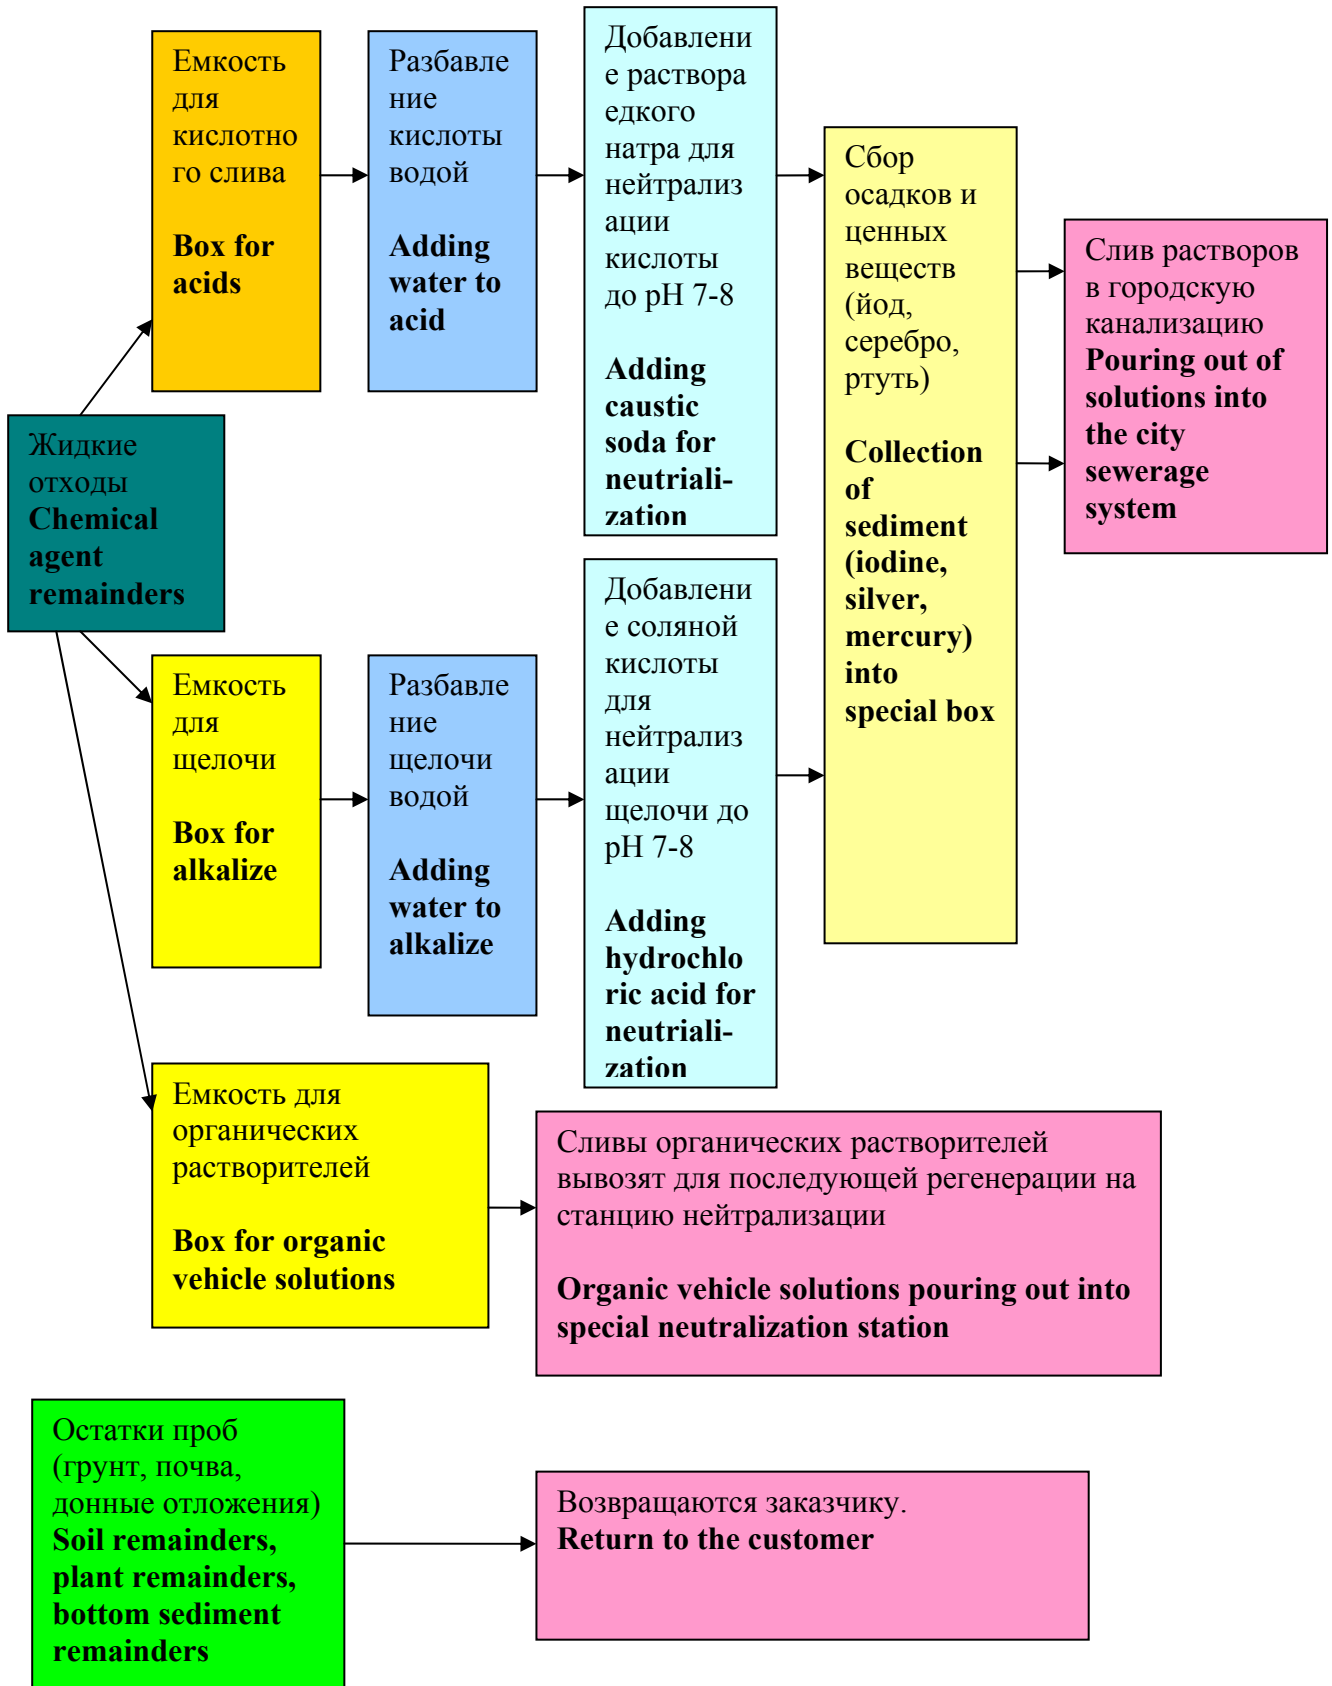 Емкость
для
кислотно
го слива
Box for
acids
Разбавле
ние
кислоты
водой
Adding
water to
acid
Добавлени
е раствора
едкого
натра для
нейтрализ
ации
кислоты
до рН 7-8
Adding
caustic
soda for
neutriali-
zation
Сбор
осадков и
ценных
веществ
(йод,
серебро,
ртуть)
Collection
of
sediment
(iodine,
silver,
mercury)
into
special box
Слив растворов
в городскую
канализацию
Pouring out of
solutions into
the city
sewerage
system
Жидкие
отходы
Chemical
agent
remainders
Емкость
для
щелочи
Box for
alkalize
Разбавле
ние
щелочи
водой
Adding
water to
alkalize
Добавлени
е соляной
кислоты
для
нейтрализ
ации
щелочи до
рН 7-8
Adding
hydrochlo
ric acid for
neutriali-
zation
Емкость для
органических
растворителей
Box for organic
vehicle solutions
Сливы органических растворителей
вывозят для последующей регенерации на
станцию нейтрализации
Organic vehicle solutions pouring out into
special neutralization station
Остатки проб
(грунт, почва,
донные отложения)
Soil remainders,
plant remainders,
bottom sediment
remainders
Возвращаются заказчику.
Return to the customer